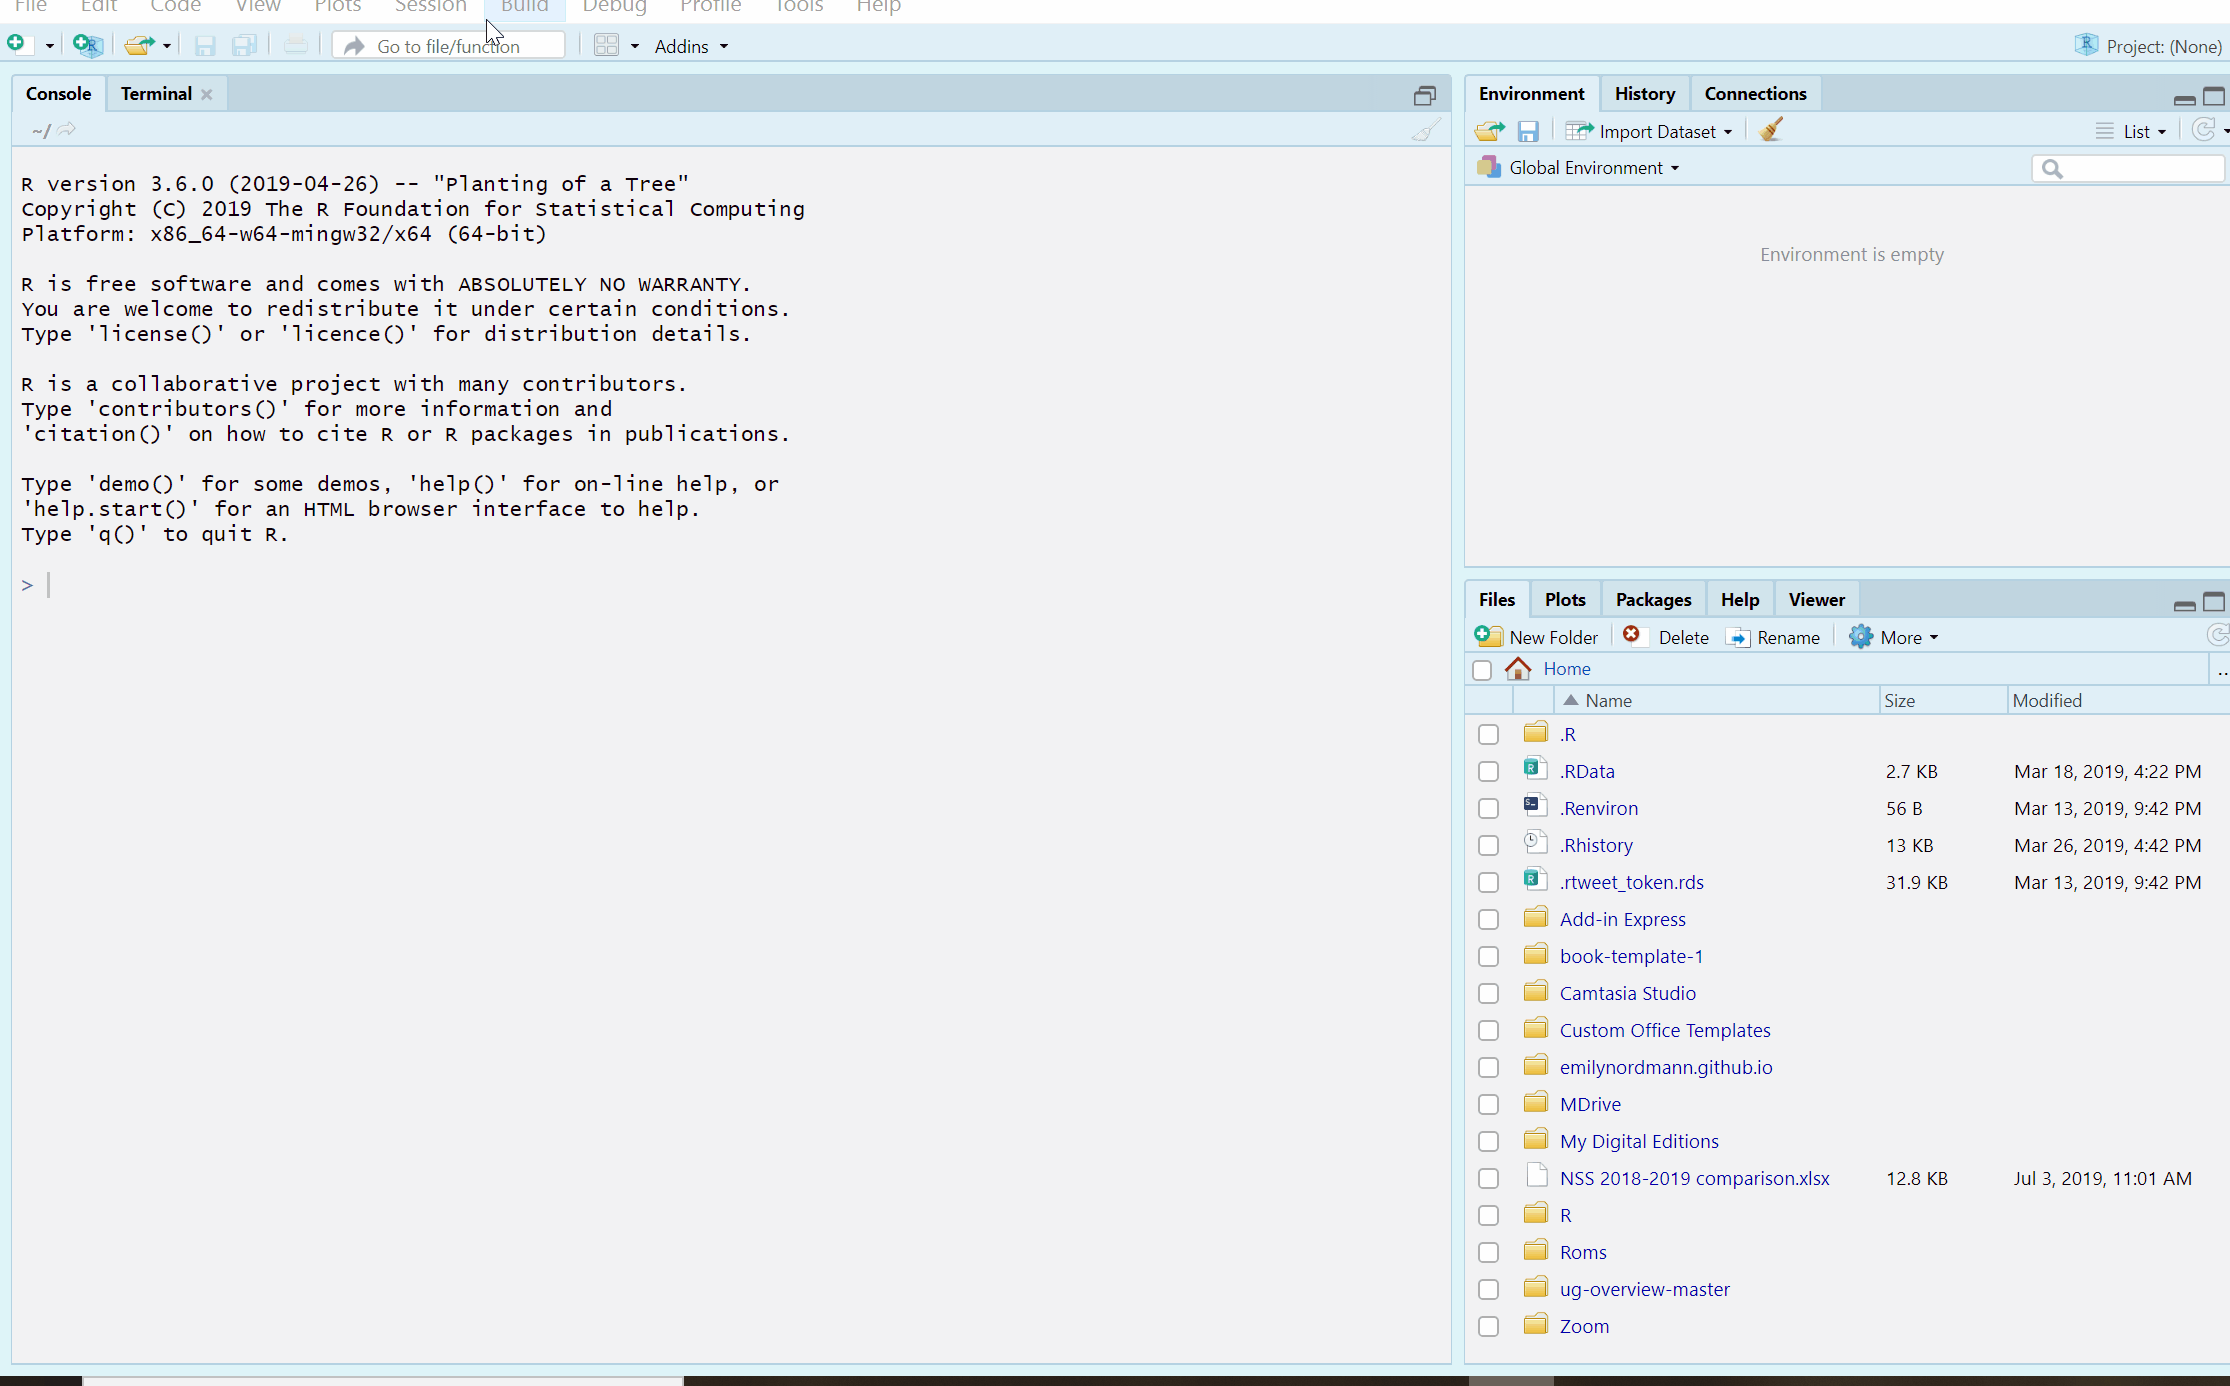 File Edit Code View Plots Session Build Debug Profile Tools Help
Go to file/function Addins Project: (None)
Console Terminal
~/
R version 3.6.0 (2019-04-26) -- "Planting of a Tree"
Copyright (C) 2019 The R Foundation for Statistical Computing
Platform: x86_64-w64-mingw32/x64 (64-bit)
R is free software and comes with ABSOLUTELY NO WARRANTY.
You are welcome to redistribute it under certain conditions.
Type 'license()' or 'licence()' for distribution details.
R is a collaborative project with many contributors.
Type 'contributors()' for more information and
'citation()' on how to cite R or R packages in publications.
Type 'demo()' for some demos, 'help()' for on-line help, or
'help.start()' for an HTML browser interface to help.
Type 'q()' to quit R.
>
Environment History Connections
Import Dataset List
Global Environment
Environment is empty
Files Plots Packages Help Viewer
New Folder Delete Rename More
Home ..
Name Size Modified
.R
.RData 2.7 KB Mar 18, 2019, 4:22 PM
.Renviron 56 B Mar 13, 2019, 9:42 PM
.Rhistory 13 KB Mar 26, 2019, 4:42 PM
.rtweet_token.rds 31.9 KB Mar 13, 2019, 9:42 PM
Add-in Express
book-template-1
Camtasia Studio
Custom Office Templates
emilynordmann.github.io
MDrive
My Digital Editions
NSS 2018-2019 comparison.xlsx 12.8 KB Jul 3, 2019, 11:01 AM
R
Roms
ug-overview-master
Zoom